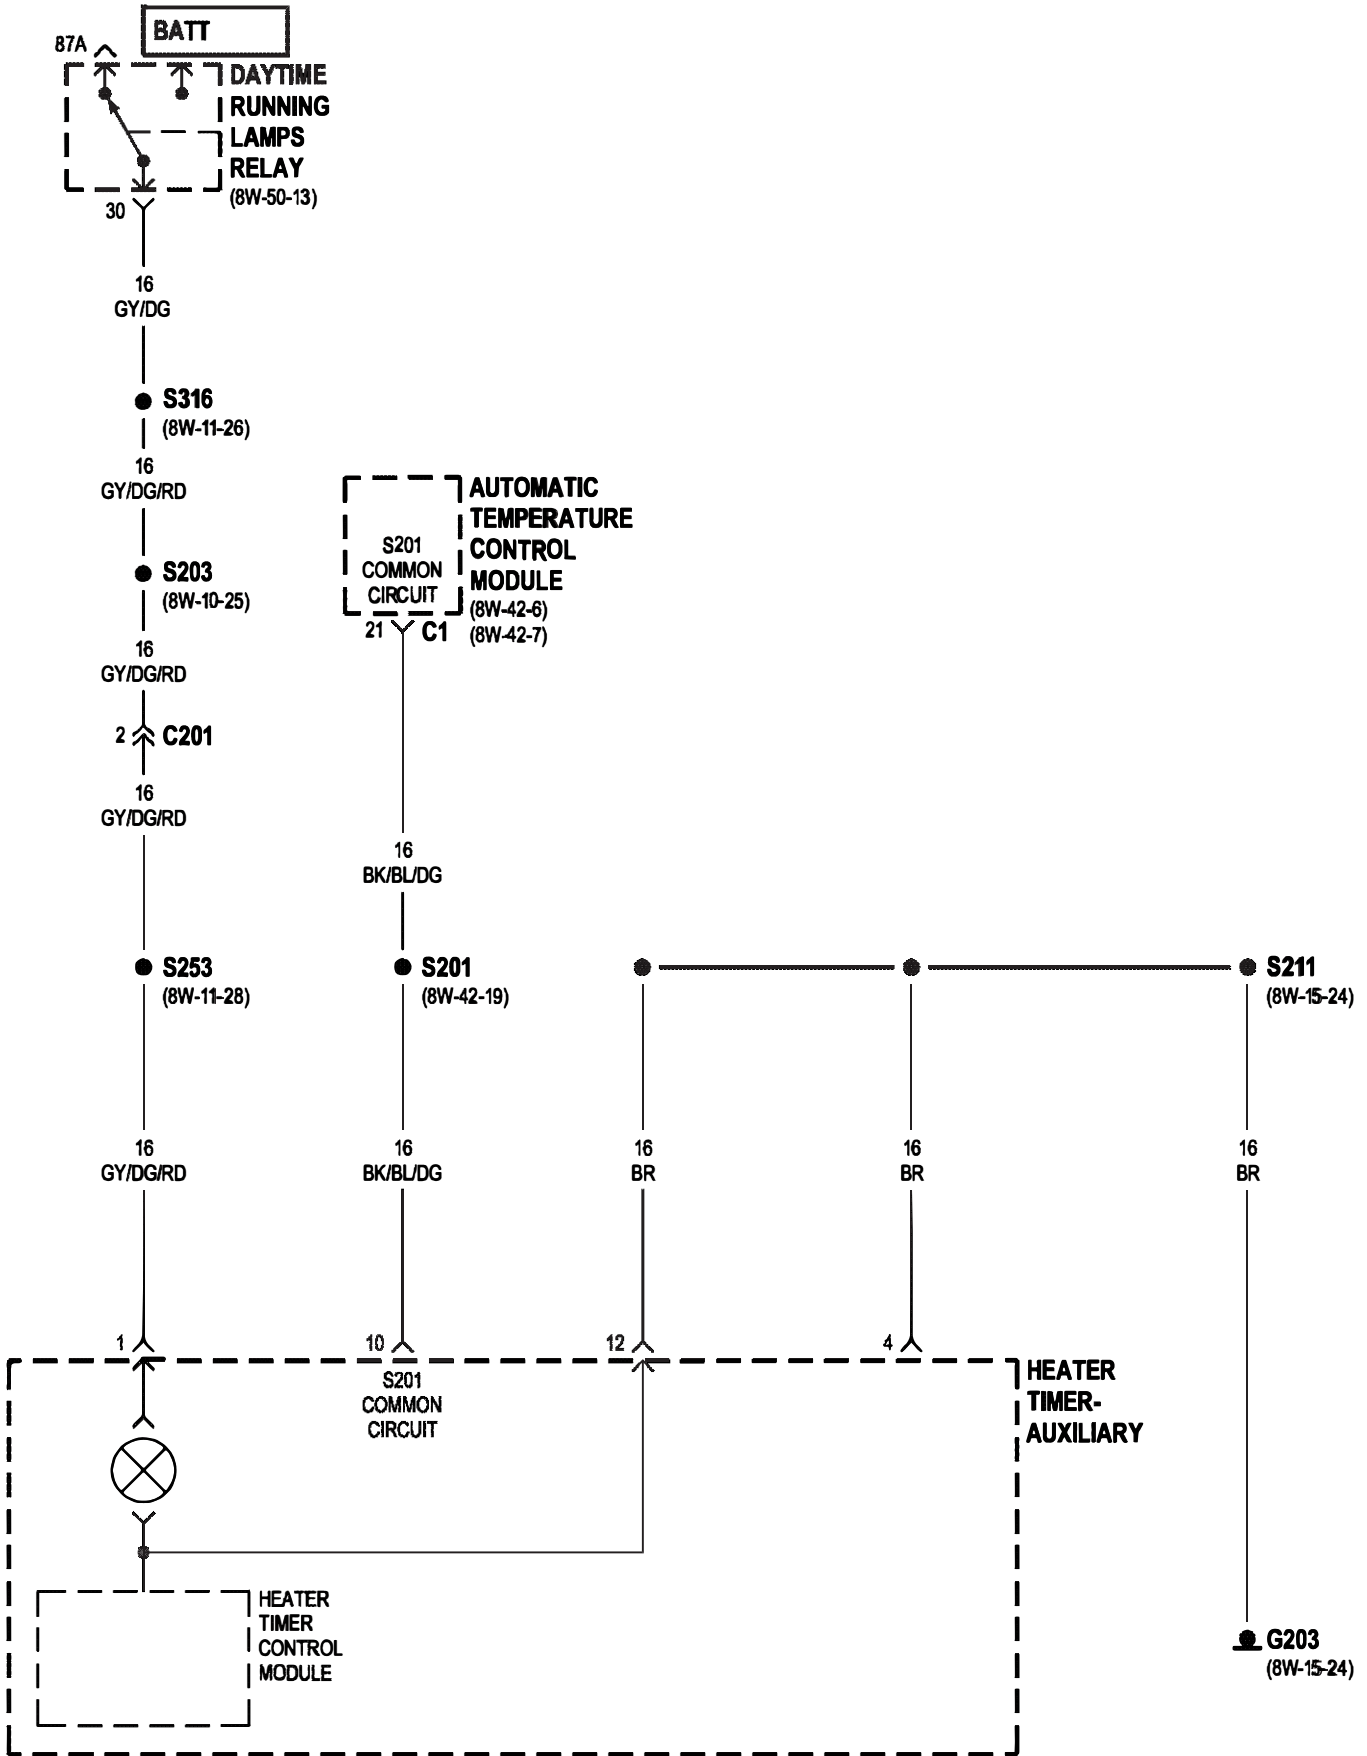 BATT
87A
DAYTIME
RUNNING
LAMPS
RELAY
(8W-50-13)
30
16
GY/DG
S316
(8W-11-26)
16
GY/DG/RD
S203
(8W-10-25)
16
GY/DG/RD
2
C201
16
GY/DG/RD
S253
(8W-11-28)
16
GY/DG/RD
1
S201
COMMON
CIRCUIT
AUTOMATIC
TEMPERATURE
CONTROL
MODULE
(8W-42-6)
(8W-42-7)
21
C1
16
BK/BL/DG
S201
(8W-42-19)
16
BK/BL/DG
10
S201
COMMON
CIRCUIT
16
BR
12
16
BR
4
S211
(8W-15-24)
16
BR
G203
(8W-15-24)
HEATER
TIMER-
AUXILIARY
HEATER
TIMER
CONTROL
MODULE